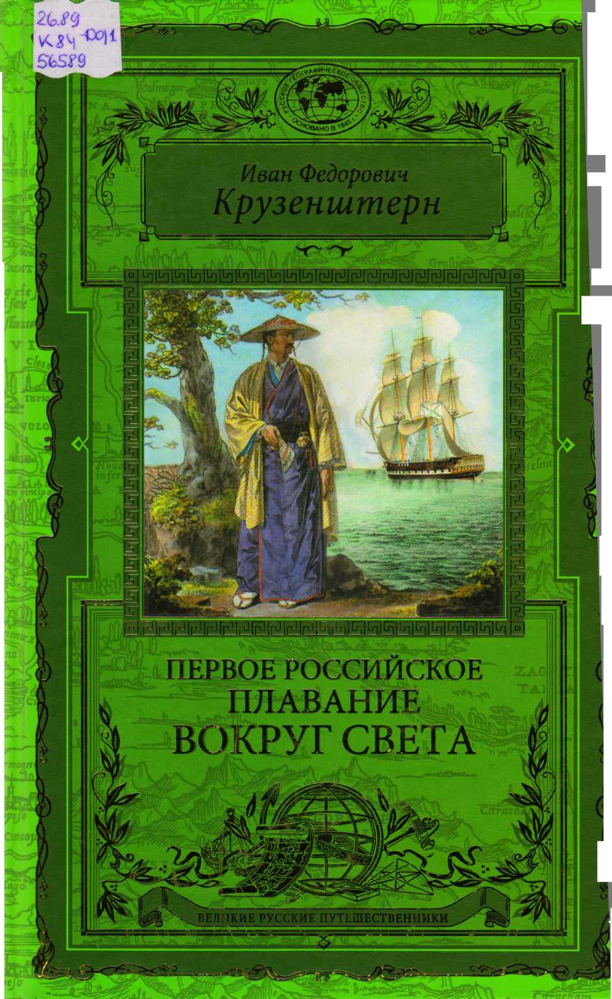 26.89
К 84
56589
РУССКОЕ ГЕОГРАФИЧЕСКОЕ ОБЩЕСТВО
ОСНОВАНО В 1845 г.
Иван Федорович
Крузенштерн
ПЕРВОЕ РОССИЙСКОЕ
ПЛАВАНИЕ
ВОКРУГ СВЕТА
ВЕЛИКИЕ РУССКИЕ ПУТЕШЕСТВЕННИКИ